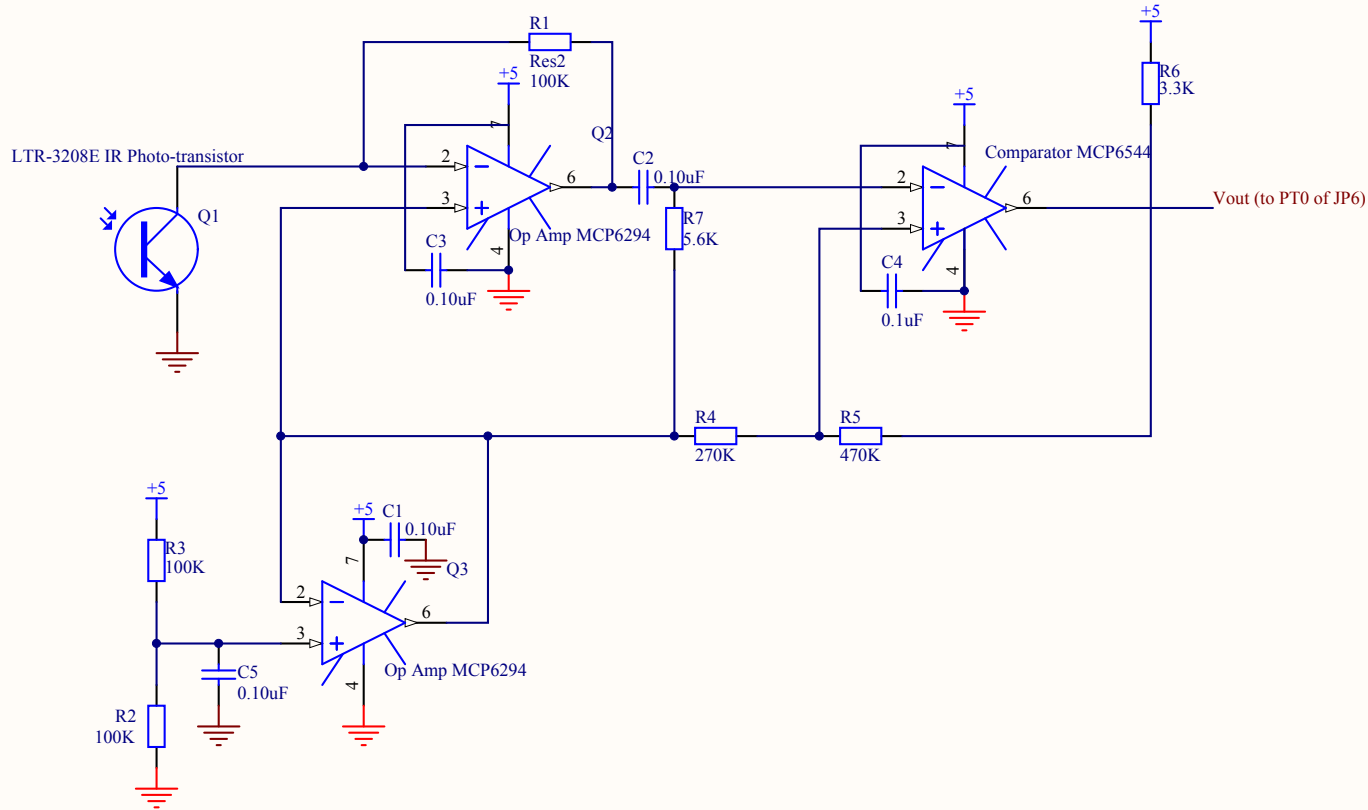 R1
Res2
100K
+5
7
LTR-3208E IR Photo-transistor
Q1
2
3
6
4
Q2
Op Amp MCP6294
C3
0.10uF
C2
0.10uF
R7
5.6K
+5
7
2
3
6
4
Comparator MCP6544
C4
0.1uF
+5
R6
3.3K
Vout (to PT0 of JP6)
R4
270K
R5
470K
+5
R3
100K
C5
0.10uF
R2
100K
+5
C1
0.10uF
7
Q3
2
3
6
4
Op Amp MCP6294